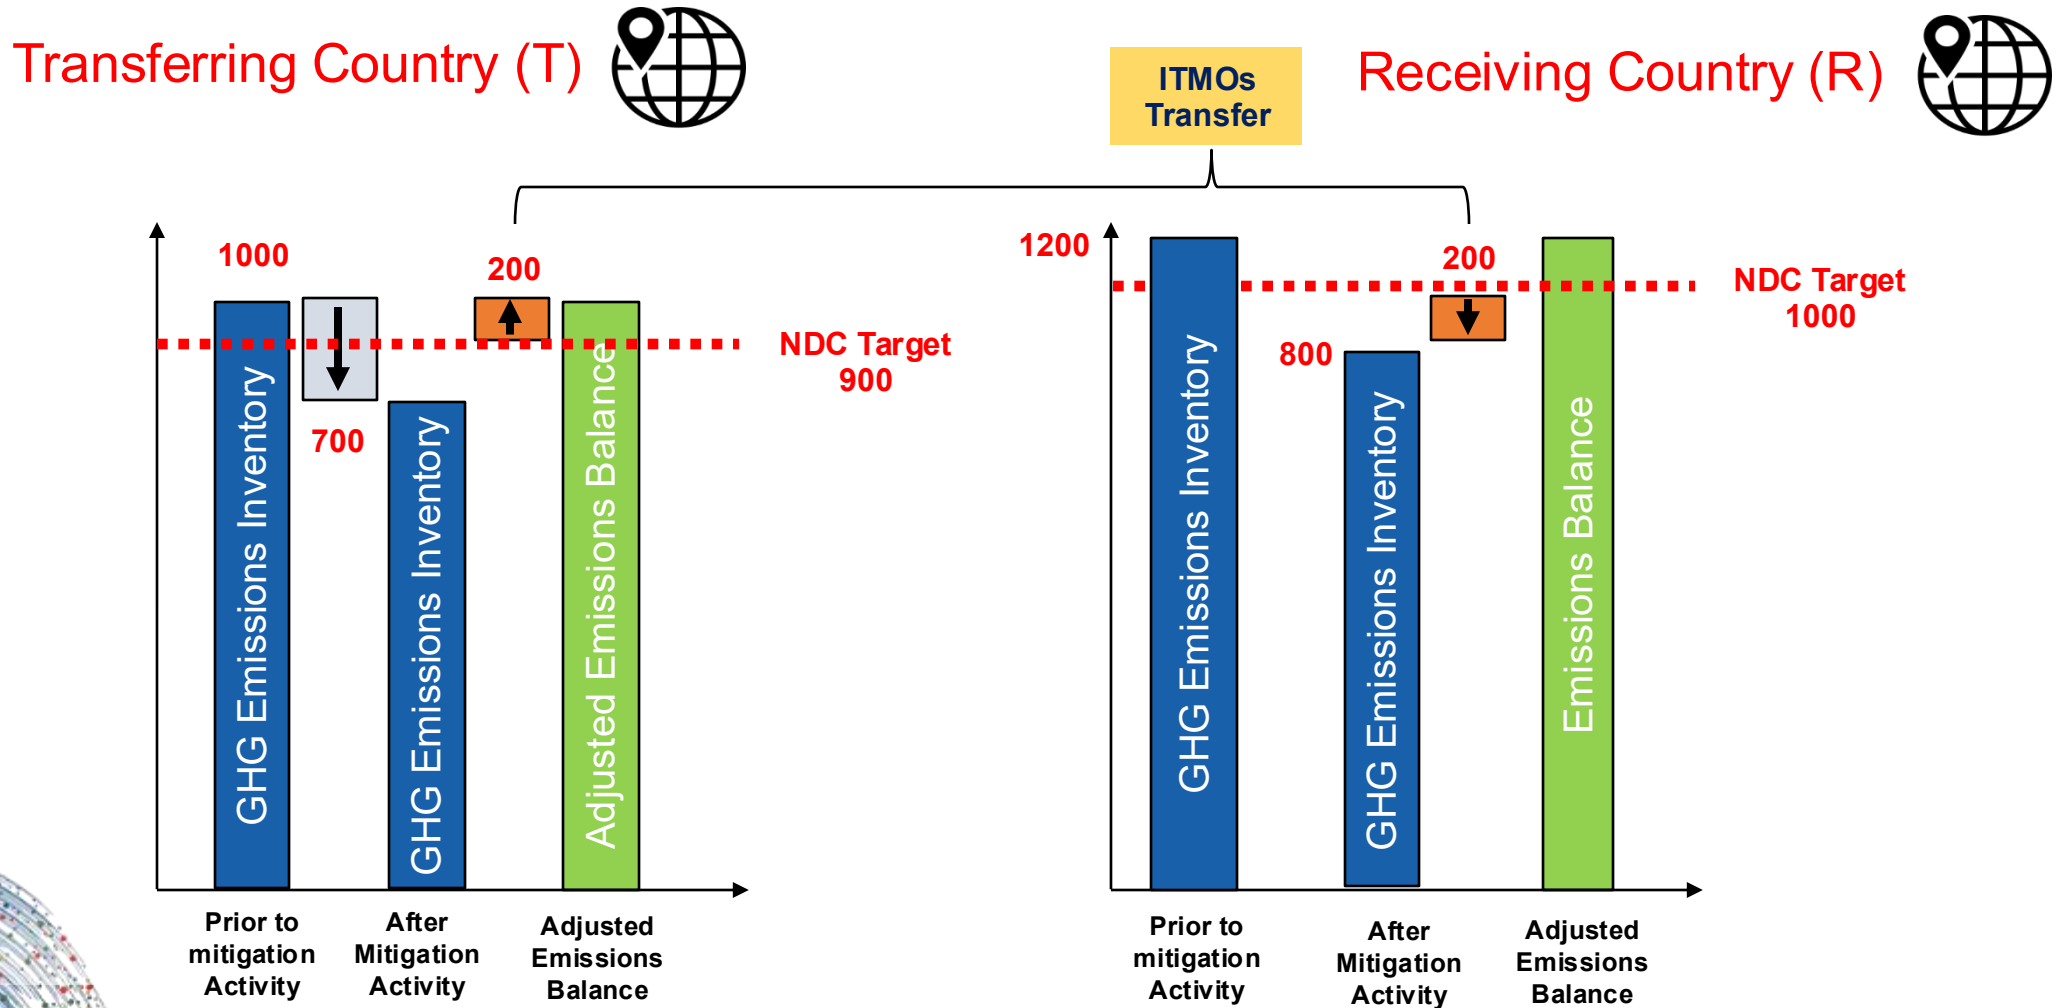 Transferring Country (T)
ITMOs
Transfer
Receiving Country (R)
1000
200
NDC Target
900
700
GHG Emissions Inventory
GHG Emissions Inventory
Adjusted Emissions Balance
Prior to
mitigation
Activity
After
Mitigation
Activity
Adjusted
Emissions
Balance
1200
200
NDC Target
1000
800
GHG Emissions Inventory
GHG Emissions Inventory
Emissions Balance
Prior to
mitigation
Activity
After
Mitigation
Activity
Adjusted
Emissions
Balance